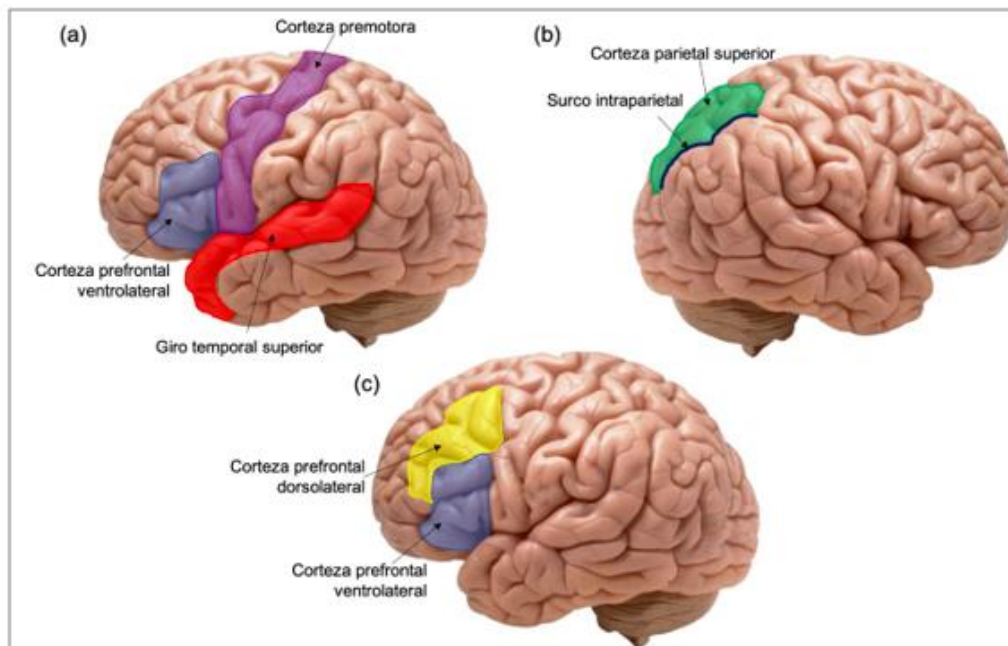 (a)
Corteza premotora
Corteza prefrontal
ventrolateral
Giro temporal superior
(b)
Corteza parietal superior
Surco intraparietal
(c)
Corteza prefrontal
dorsolateral
Corteza prefrontal
ventrolateral